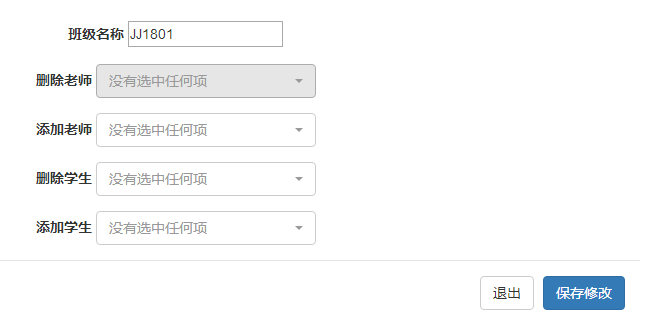 班级名称 JJ1801
删除老师 没有选中任何项
添加老师 没有选中任何项
删除学生 没有选中任何项
添加学生 没有选中任何项
退出 保存修改